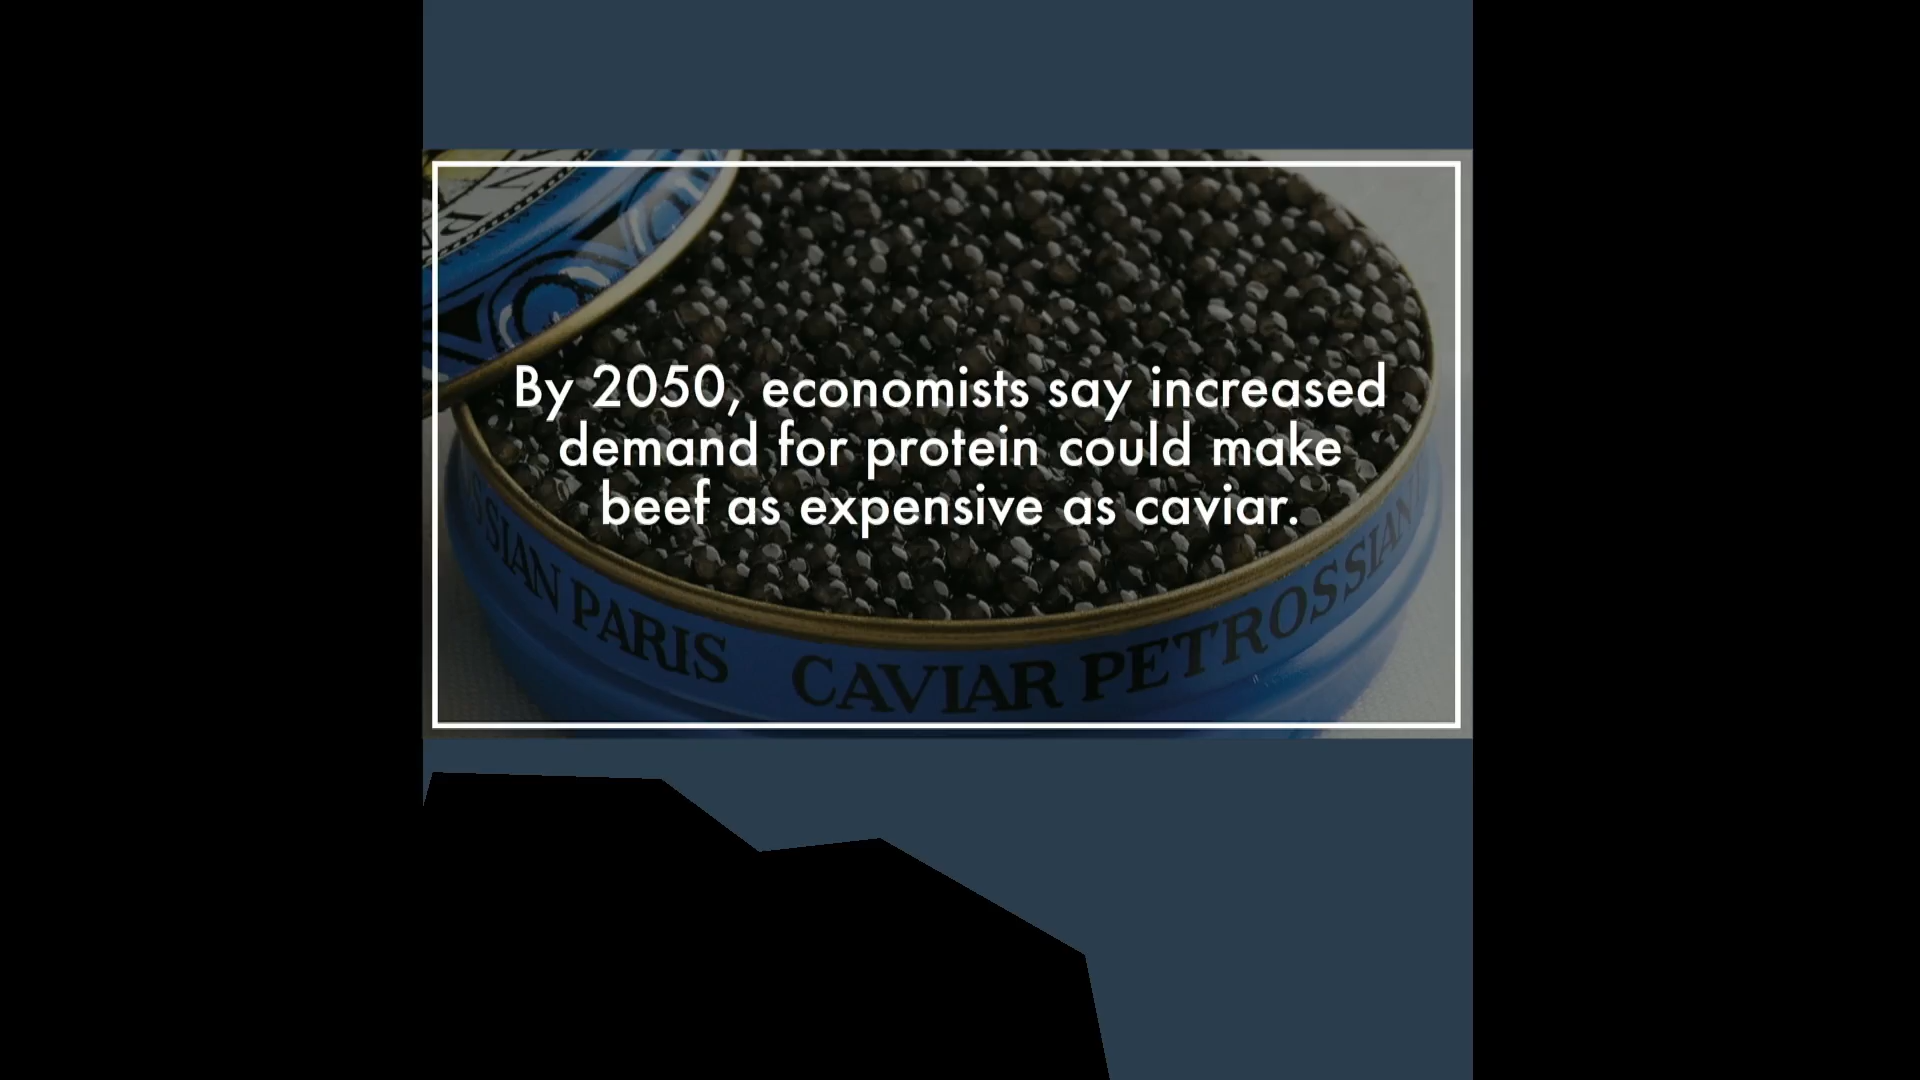 By 2050, economists say increased
demand for protein could make
beef as expensive as caviar.
SIAN PARIS CAVIAR PETROSSIAN